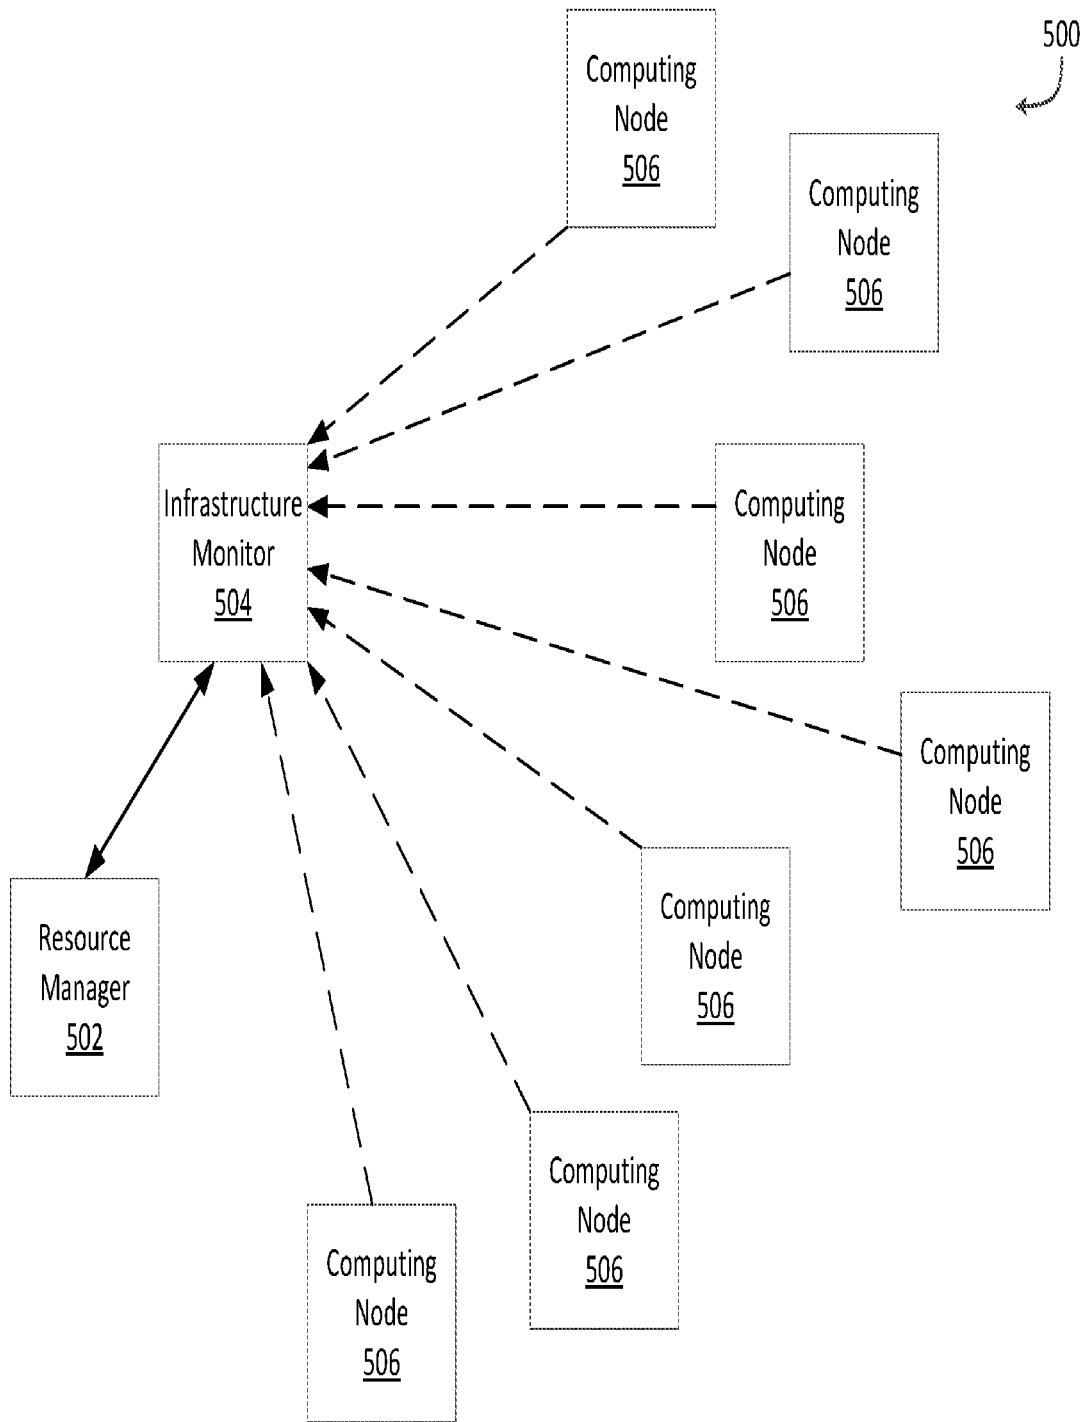 500
Computing
Node
506
Computing
Node
506
Infrastructure
Monitor
504
Computing
Node
506
Computing
Node
506
Computing
Node
506
Resource
Manager
502
Computing
Node
506
Computing
Node
506